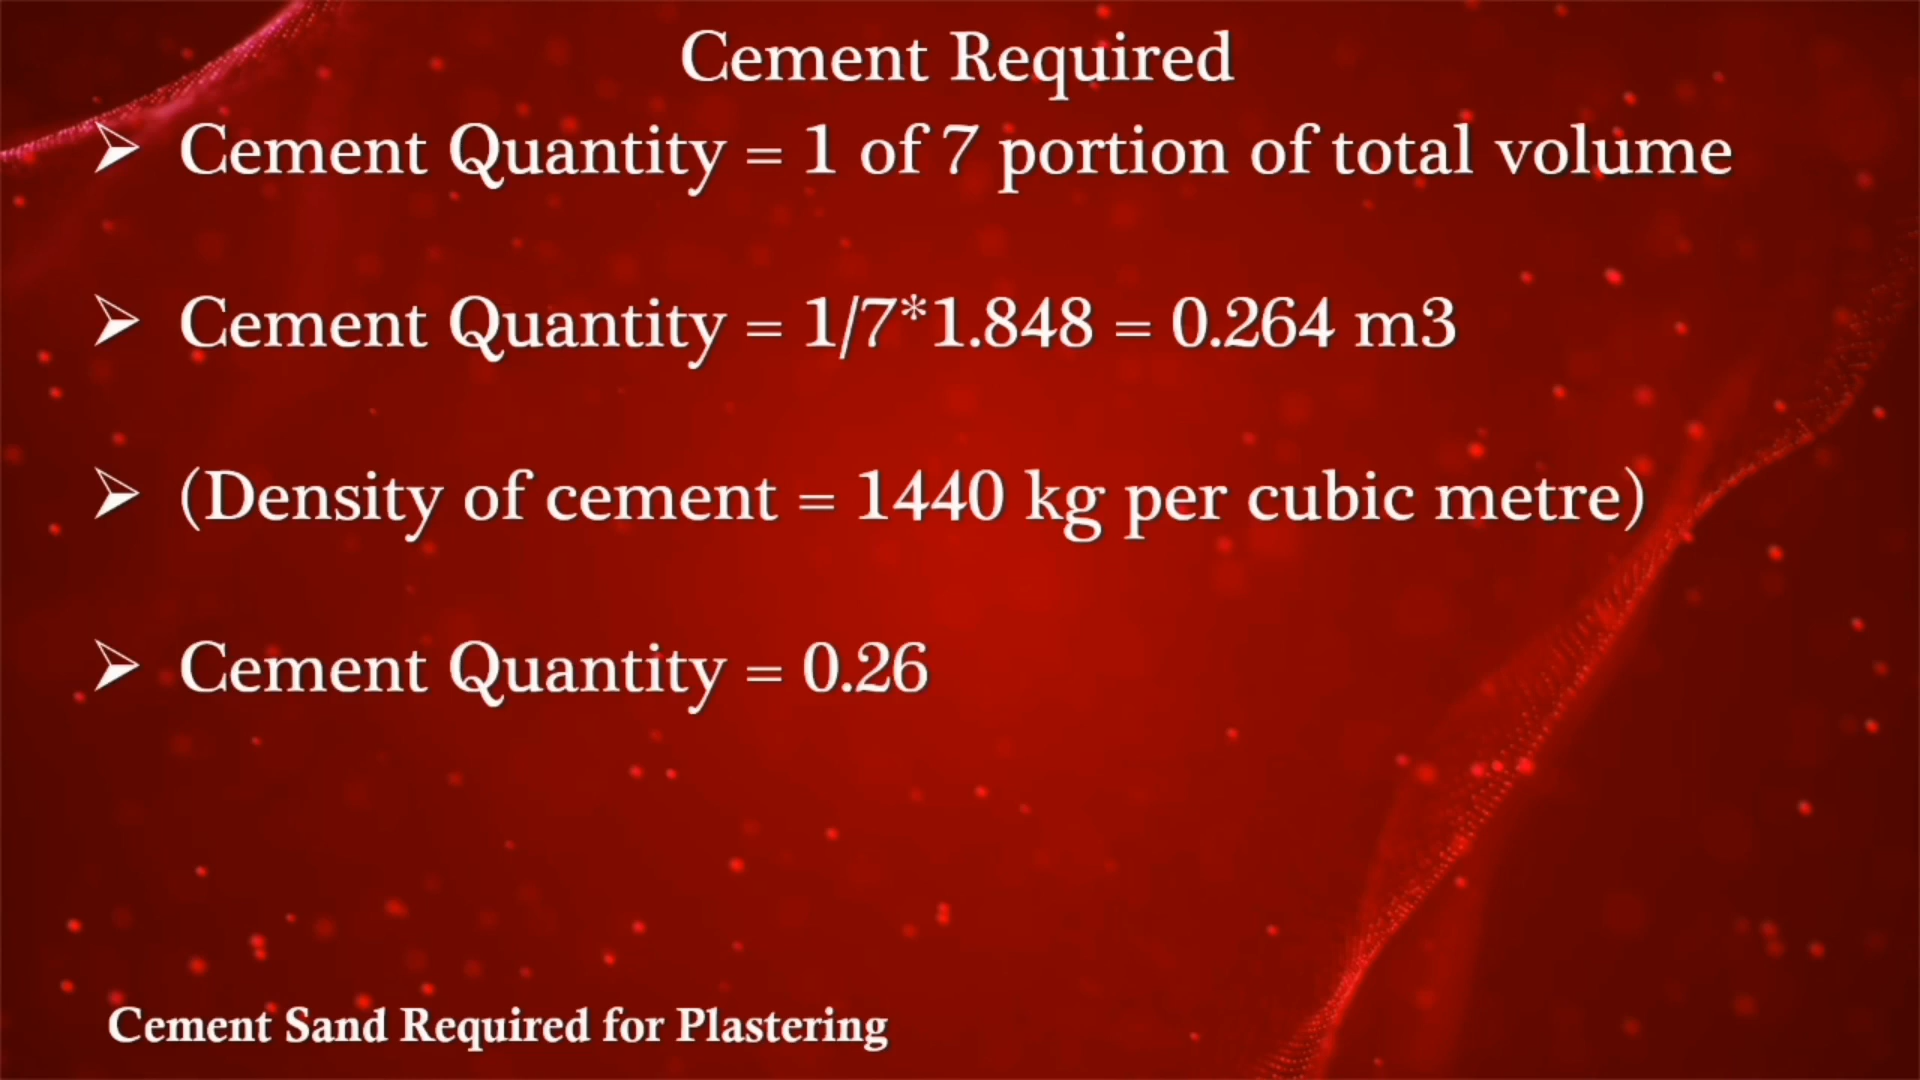 Cement Required
➢ Cement Quantity = 1 of 7 portion of total volume
➢ Cement Quantity = 1/7*1.848 = 0.264 m3
➢ (Density of cement = 1440 kg per cubic metre)
➢ Cement Quantity = 0.26
Cement Sand Required for Plastering